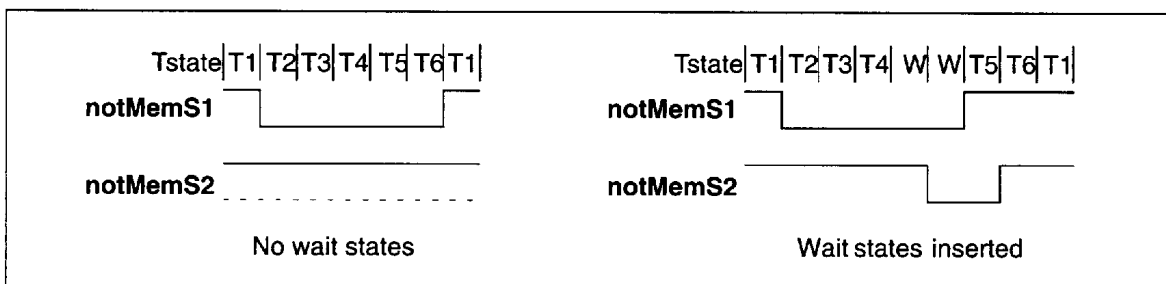 Tstate|T1|T2|T3|T4|T5|T6|T1|
notMemS1
notMemS2
No wait states
Tstate|T1|T2|T3|T4|W|W|T5|T6|T1|
notMemS1
notMemS2
Wait states inserted